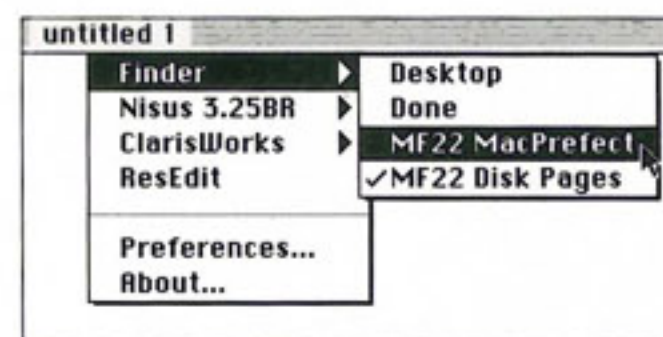 untitled 1
Finder
Nisus 3.25BR
ClarisWorks
ResEdit
Preferences...
About...
Desktop
Done
MF22 MacPrefect
✓MF22 Disk Pages